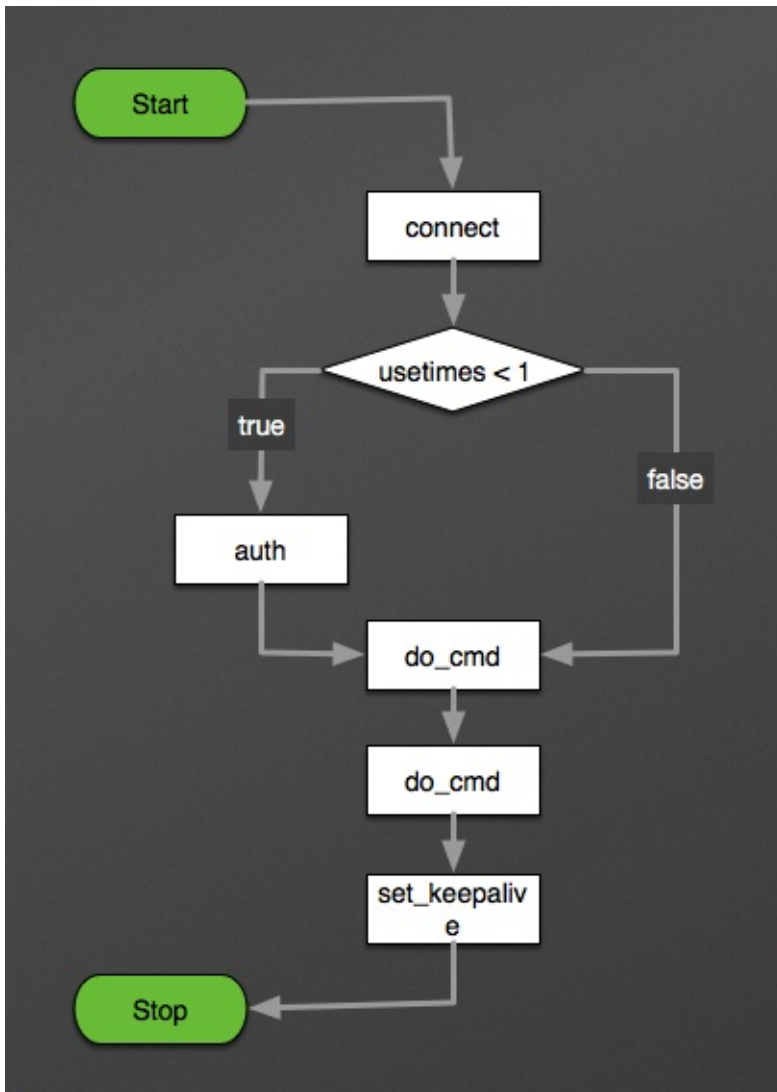 Start
connect
usetimes < 1
true
false
auth
do_cmd
do_cmd
set_keepaliv
e
Stop